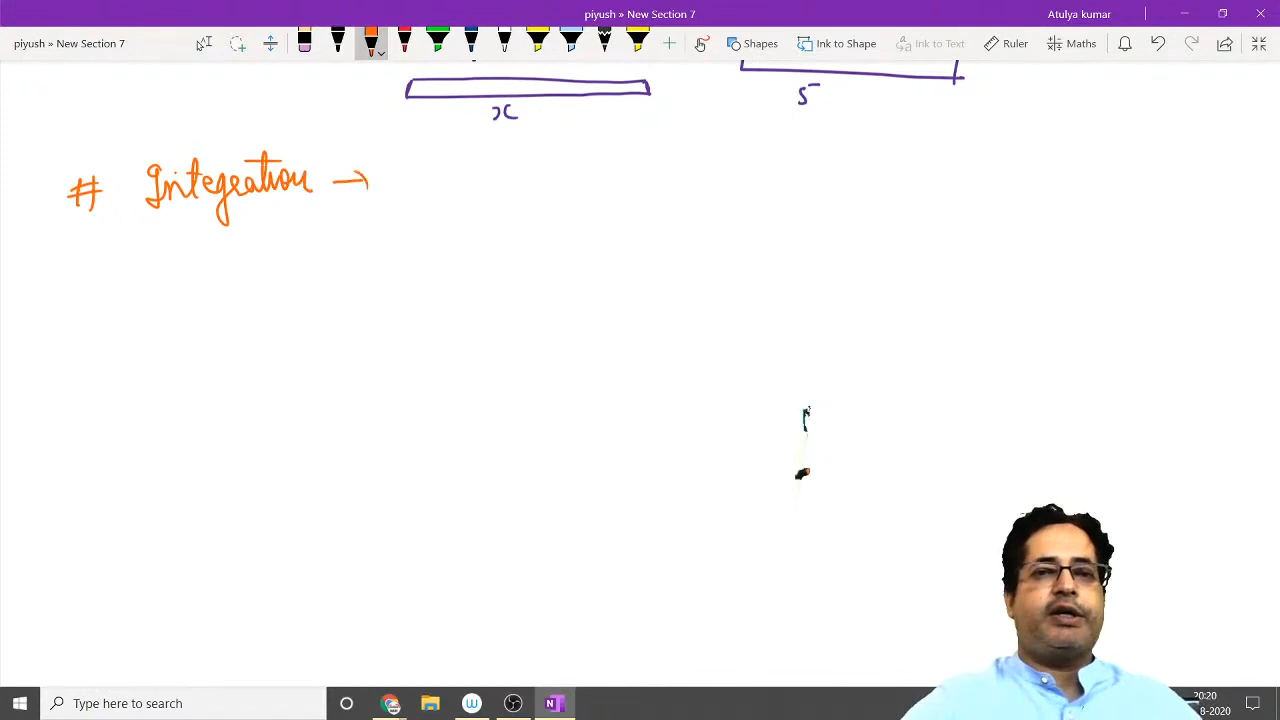 piyush » New Section 7
Atulya kumar
piyush » New Section 7
Shapes
Ink to Shape
Ink to Text
Ruler
Maths
x
5
# Integration →
Type here to search
20:20
8-2020